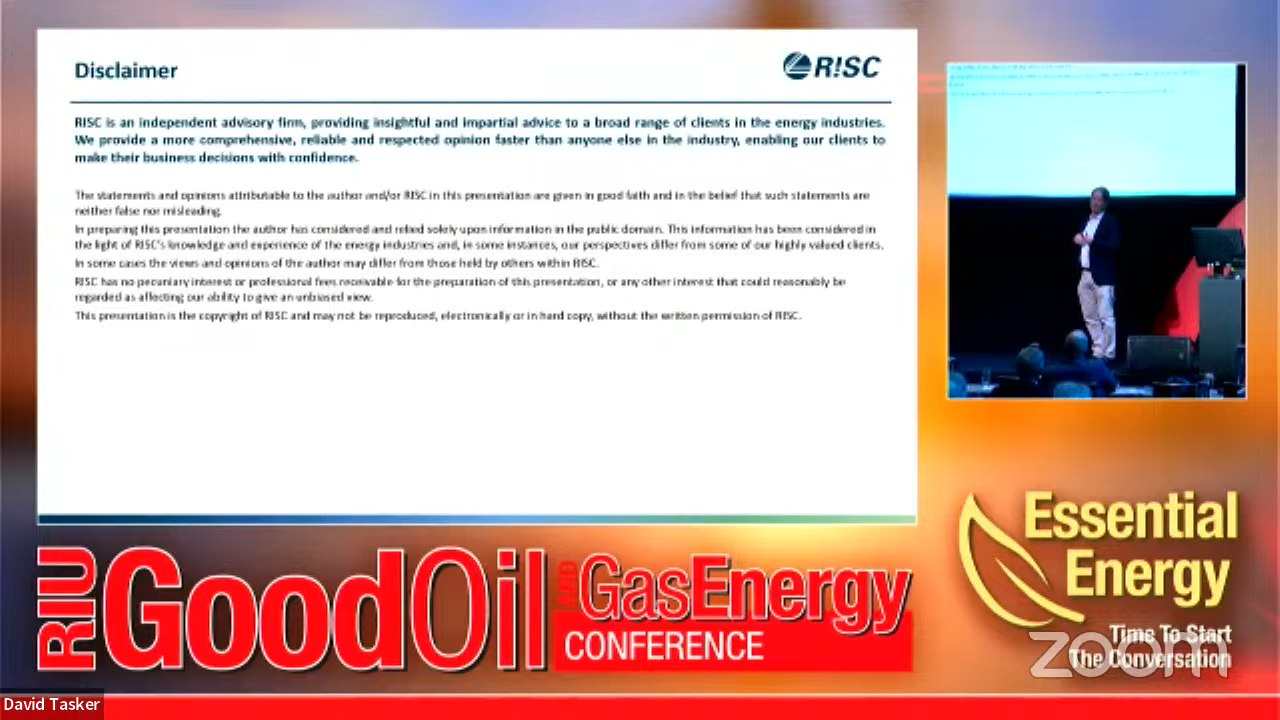 Disclaimer
R!SC
RISC is an independent advisory firm, providing insightful and impartial advice to a broad range of clients in the energy industries.
We provide a more comprehensive, reliable and respected opinion faster than anyone else in the industry, enabling our clients to
make their business decisions with confidence.
The statements and opinions attributable to the author and/or RISC in this presentation are given in good faith and in the belief that such statements are
neither false nor misleading.
In preparing this presentation the author has considered and relied solely upon information in the public domain. This information has been considered in
the light of RISC's knowledge and experience of the energy industries and, in some instances, our perspectives differ from some of our highly valued clients.
In some cases the views and opinions of the author may differ from those held by others within RISC.
RISC has no pecuniary interest or professional fees receivable for the preparation of this presentation, or any other interest that could reasonably be
regarded as affecting our ability to give an unbiased view.
This presentation is the copyright of RISC and may not be reproduced, electronically or in hard copy, without the written permission of RISC.
RIU
GoodOil
AND
GasEnergy
CONFERENCE
Essential
Energy
Time To Start
The Conversation
zoom
David Tasker